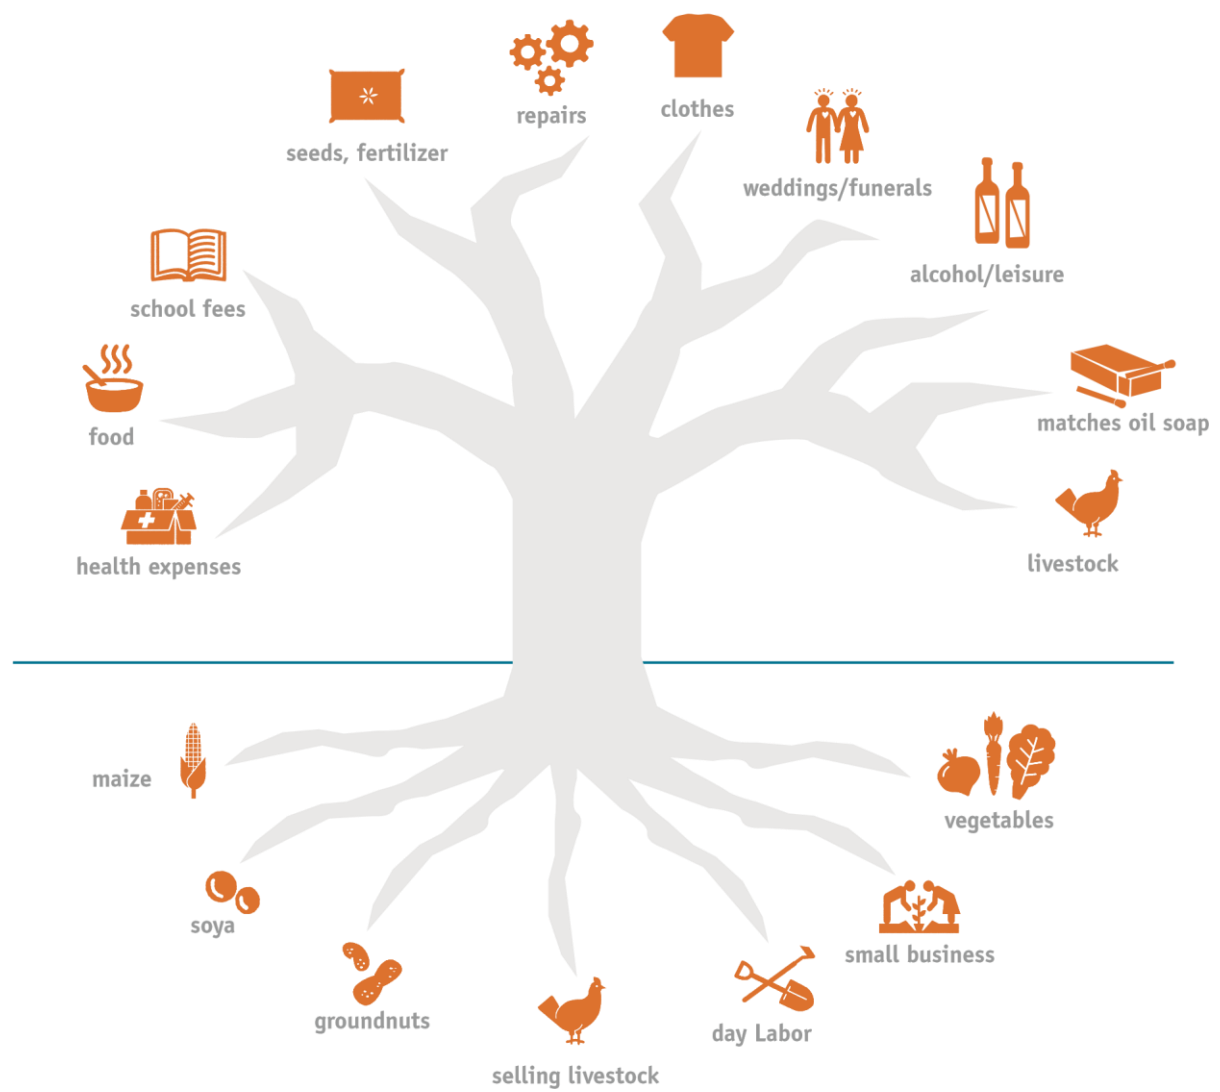 repairs
clothes
seeds, fertilizer
weddings/funerals
alcohol/leisure
school fees
food
matches oil soap
health expenses
livestock
maize
vegetables
soya
small business
groundnuts
day Labor
selling livestock